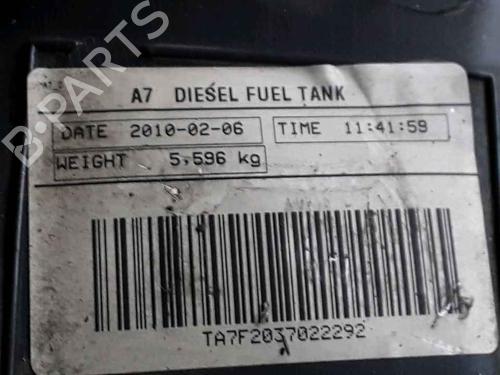 B-PARTS
A7 DIESEL FUEL TANK
DATE 2010-02-06 TIME 11:41:59
WEIGHT 5,596 kg
TA7F2037022292